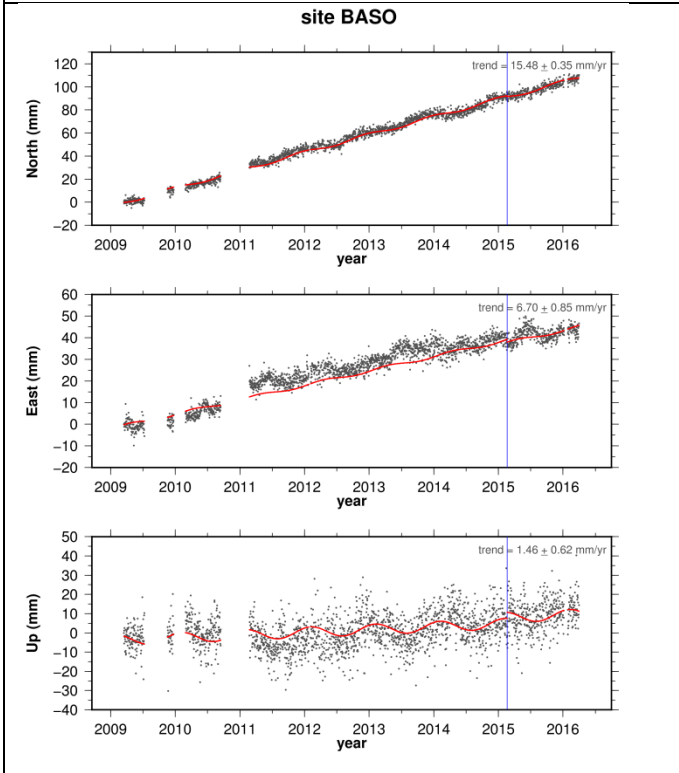 site BASO
trend = 15.48 ± 0.35 mm/yr
North (mm)
120
100
80
60
40
20
0
−20
2009 2010 2011 2012 2013 2014 2015 2016
year
trend = 6.70 ± 0.85 mm/yr
East (mm)
60
50
40
30
20
10
0
−10
−20
2009 2010 2011 2012 2013 2014 2015 2016
year
trend = 1.46 ± 0.62 mm/yr
Up (mm)
50
40
30
20
10
0
−10
−20
−30
−40
2009 2010 2011 2012 2013 2014 2015 2016
year